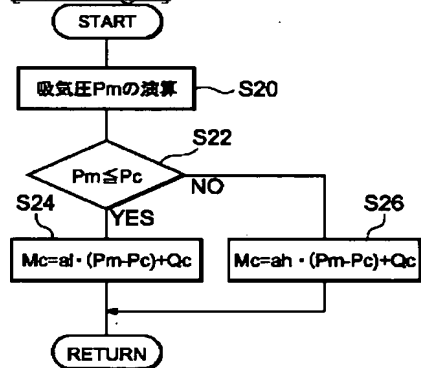 START
吸気圧Pmの演算
S20
S22
Pm≦Pc
NO
S24
YES
S26
Mc=al・(Pm-Pc)+Qc
Mc=ah・(Pm-Pc)+Qc
RETURN